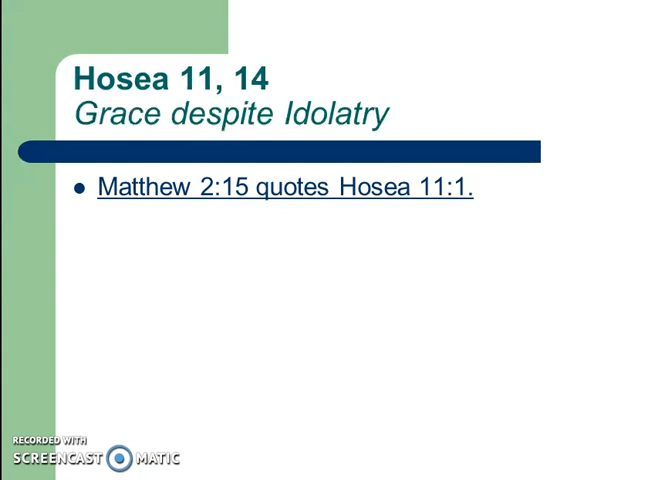 Hosea 11, 14
Grace despite Idolatry
Matthew 2:15 quotes Hosea 11:1.
RECORDED WITH
SCREENCAST MATIC